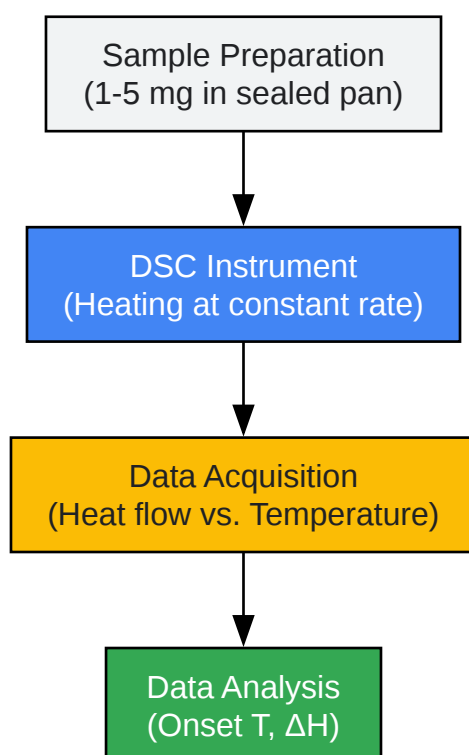 Sample Preparation
(1-5 mg in sealed pan)
DSC Instrument
(Heating at constant rate)
Data Acquisition
(Heat flow vs. Temperature)
Data Analysis
(Onset T, ΔH)